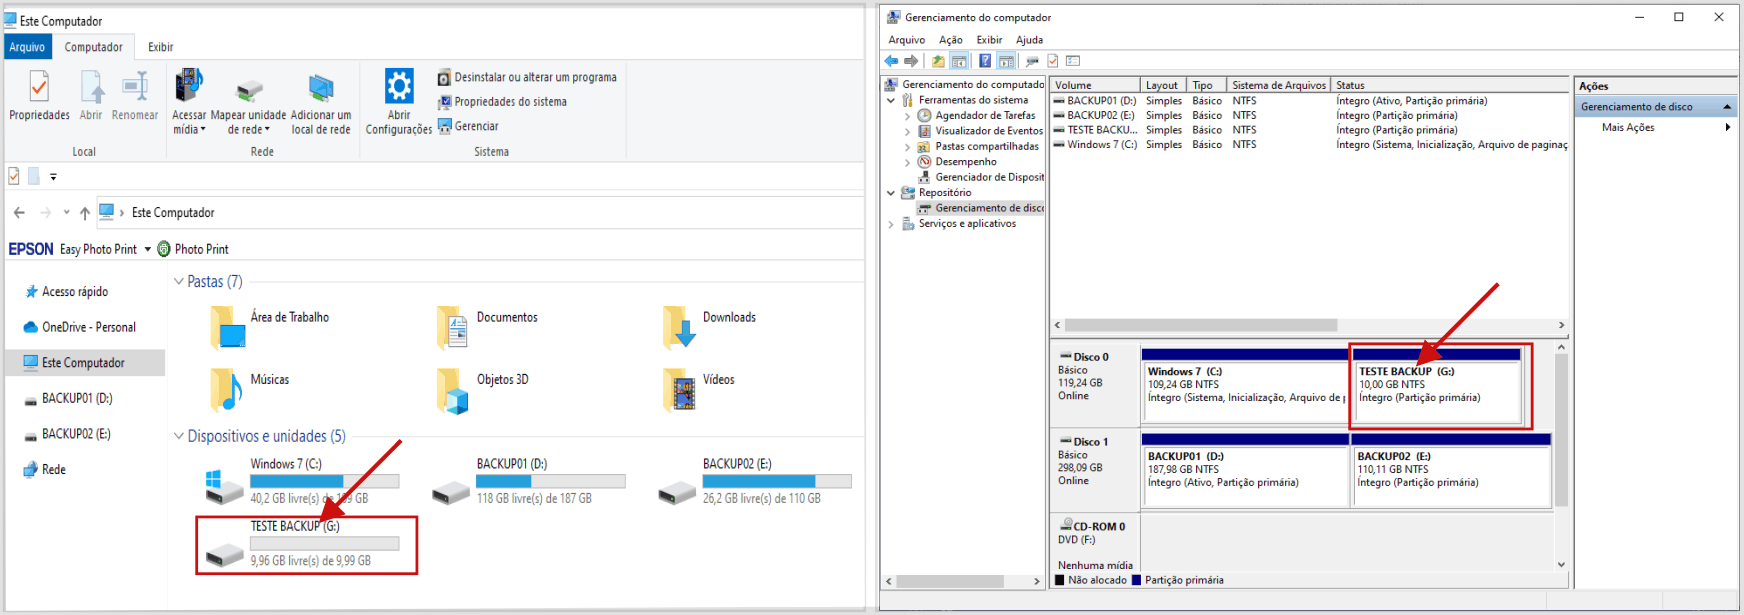 Este Computador
Arquivo Computador Exibir
Propriedades
Abrir
Renomear
Acessar mídia
Mapear unidade de rede
Adicionar um local de rede
Abrir Configurações
Desinstalar ou alterar um programa
Propriedades do sistema
Gerenciar
Local
Rede
Sistema
Este Computador
EPSON Easy Photo Print Photo Print
Acesso rápido
OneDrive - Personal
Este Computador
BACKUP01 (D:)
BACKUP02 (E:)
Rede
Pastas (7)
Área de Trabalho
Documentos
Downloads
Músicas
Objetos 3D
Vídeos
Dispositivos e unidades (5)
Windows 7 (C:)
40,2 GB livre(s) de 109 GB
BACKUP01 (D:)
118 GB livre(s) de 187 GB
BACKUP02 (E:)
26,2 GB livre(s) de 110 GB
TESTE BACKUP (G:)
9,96 GB livre(s) de 9,99 GB
Gerenciamento do computador
Arquivo Ação Exibir Ajuda
Gerenciamento do computado
Ferramentas do sistema
Agendador de Tarefas
Visualizador de Eventos
Pastas compartilhadas
Desempenho
Gerenciador de Disposit
Repositório
Gerenciamento de disco
Serviços e aplicativos
Volume Layout Tipo Sistema de Arquivos Status
BACKUP01 (D:) Simples Básico NTFS Íntegro (Ativo, Partição primária)
BACKUP02 (E:) Simples Básico NTFS Íntegro (Partição primária)
TESTE BACKU... Simples Básico NTFS Íntegro (Partição primária)
Windows 7 (C:) Simples Básico NTFS Íntegro (Sistema, Inicialização, Arquivo de paginaç
Disco 0
Básico
119,24 GB
Online
Windows 7 (C:)
109,24 GB NTFS
Íntegro (Sistema, Inicialização, Arquivo de p
TESTE BACKUP (G:)
10,00 GB NTFS
Íntegro (Partição primária)
Disco 1
Básico
298,09 GB
Online
BACKUP01 (D:)
187,98 GB NTFS
Íntegro (Ativo, Partição primária)
BACKUP02 (E:)
110,11 GB NTFS
Íntegro (Partição primária)
CD-ROM 0
DVD (F:)
Nenhuma mídia
Não alocado Partição primária
Ações
Gerenciamento de disco
Mais Ações